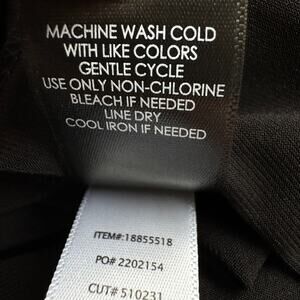 MACHINE WASH COLD
WITH LIKE COLORS
GENTLE CYCLE
USE ONLY NON-CHLORINE
BLEACH IF NEEDED
LINE DRY
COOL IRON IF NEEDED
ITEM#:18855518
PO# 2202154
CUT# 510231